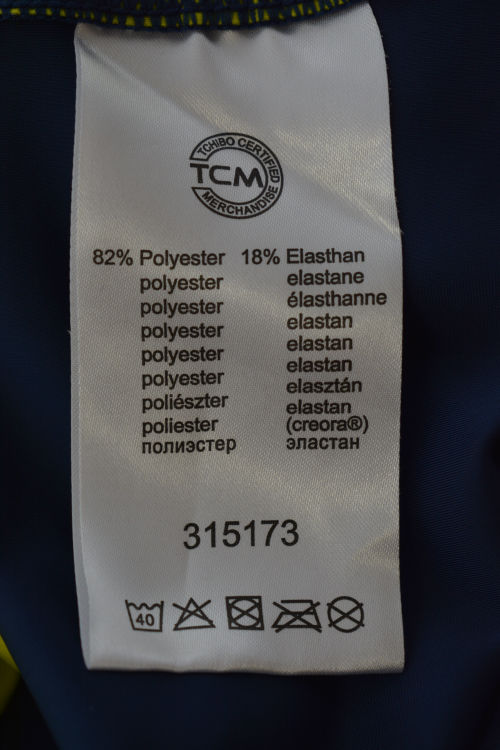 TCHIBO CERTIFIED
TCM
MERCHANDISE
82% Polyester 18% Elasthan
polyester elastane
polyester élasthanne
polyester elastan
polyester elastan
polyester elastan
poliészter elasztán
poliester elastan
(creora®)
полиэстер эластан
315173
40